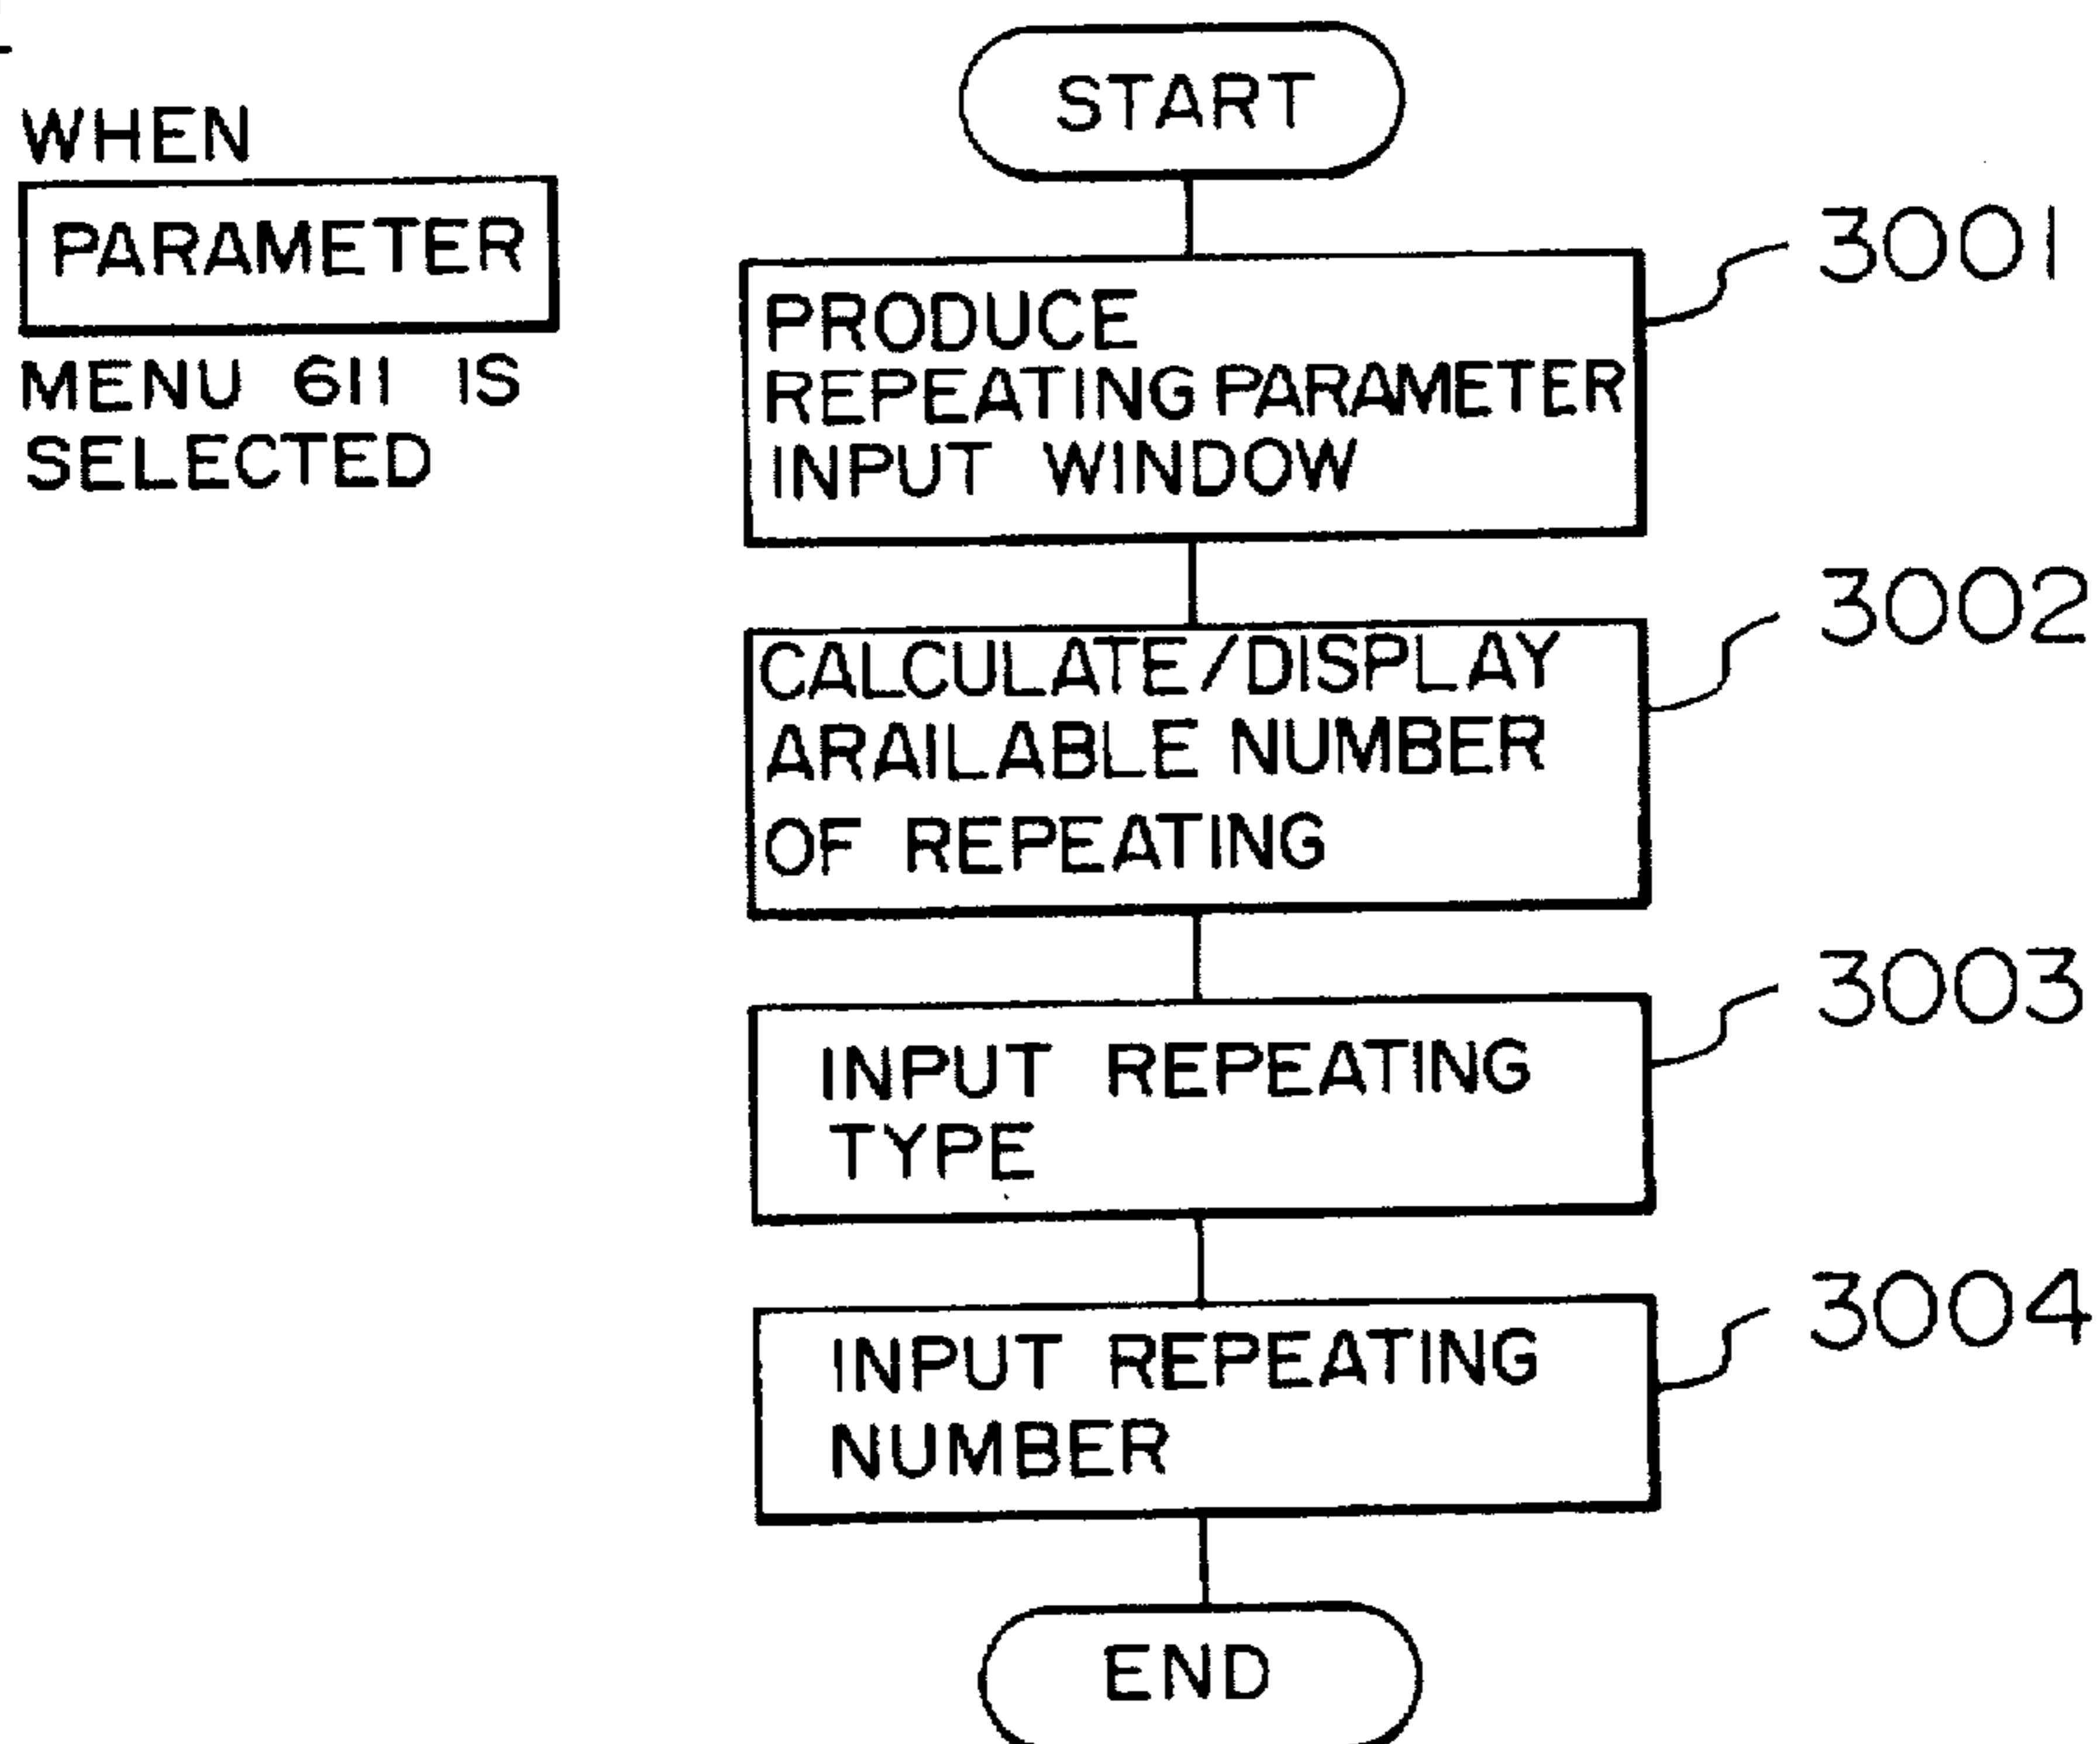 WHEN
PARAMETER
MENU 611 IS
SELECTED
START
PRODUCE
REPEATING PARAMETER
INPUT WINDOW
3001
CALCULATE/DISPLAY
ARAILABLE NUMBER
OF REPEATING
3002
INPUT REPEATING
TYPE
3003
INPUT REPEATING
NUMBER
3004
END